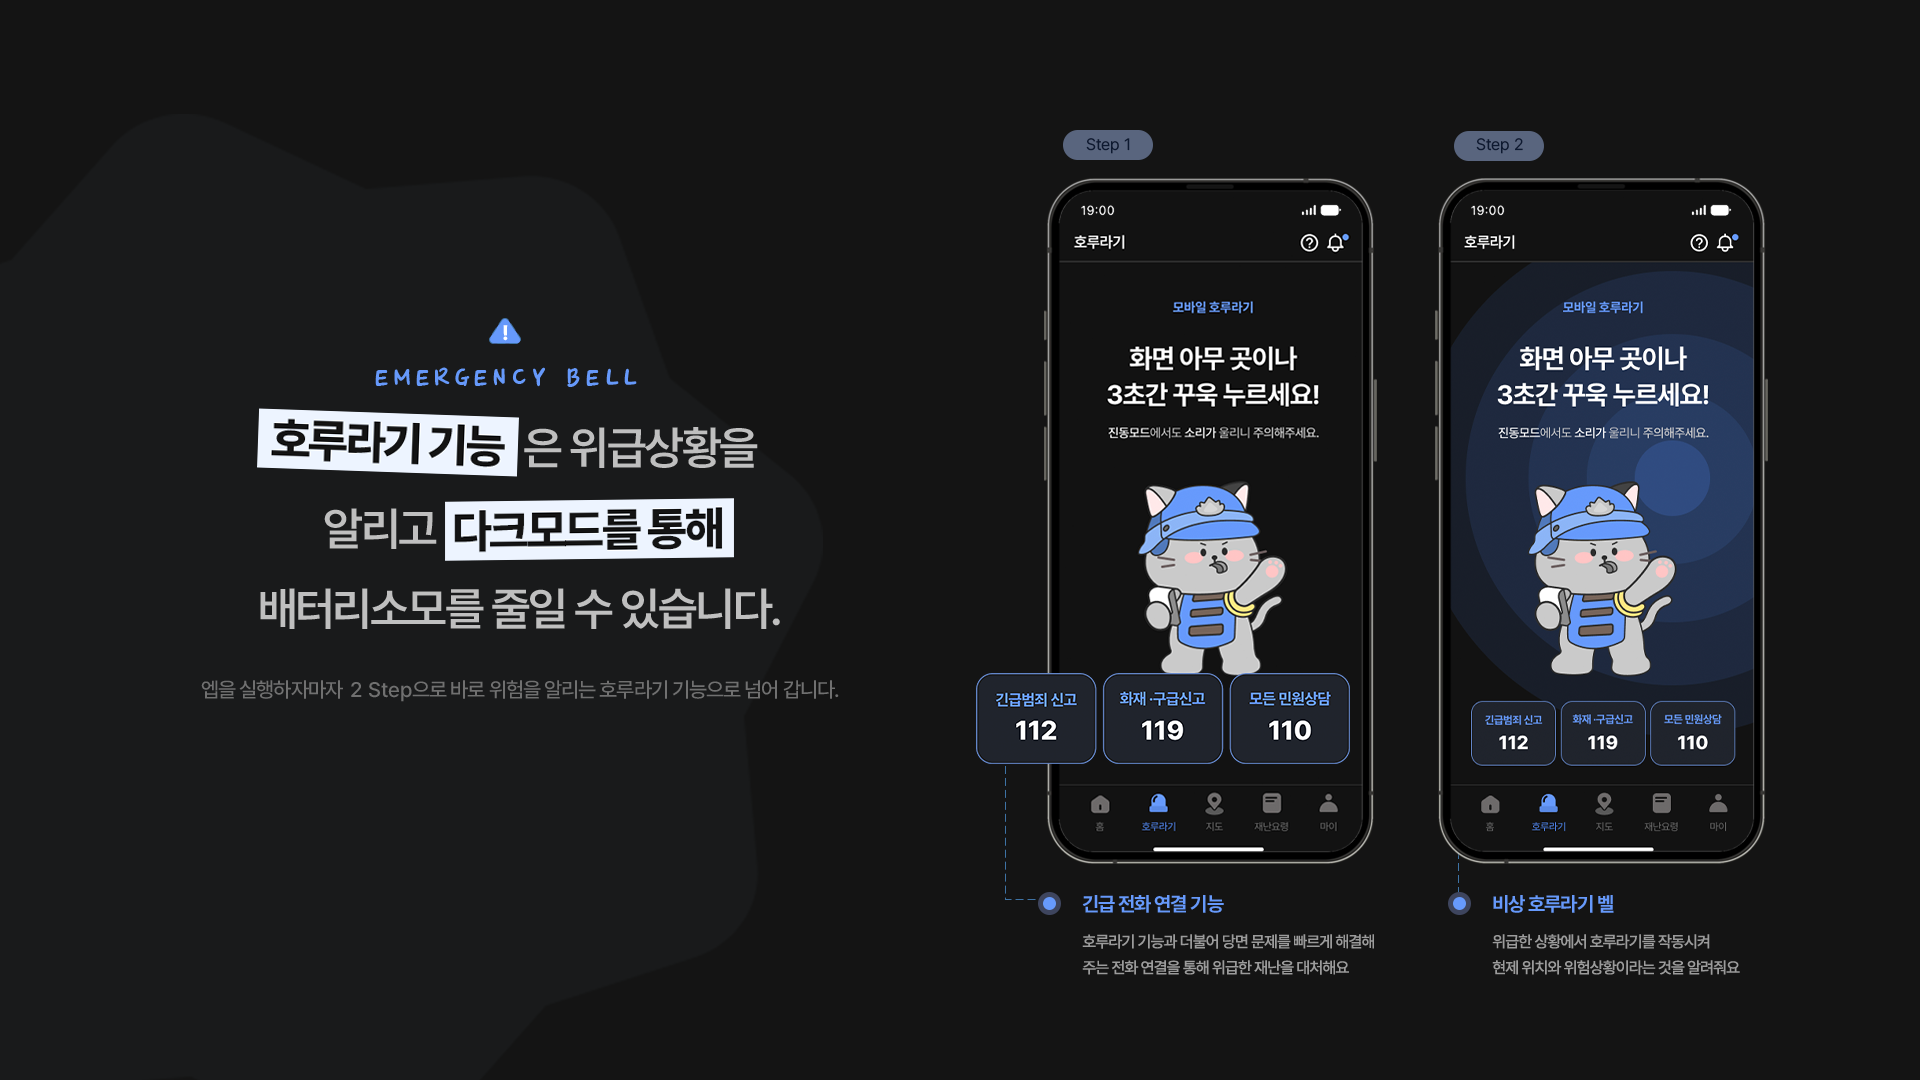 EMERGENCY BELL
호루라기 기능 은 위급상황을
알리고 다크모드를 통해
배터리소모를 줄일 수 있습니다.
엡을 실행하자마자 2 Step으로 바로 위험을 알리는 호루라기 기능으로 넘어 갑니다.
Step 1
19:00
호루라기
모바일 호루라기
화면 아무 곳이나
3초간 꾸욱 누르세요!
진동모드에서도 소리가 울리니 주의해주세요.
긴급범죄 신고
112
화재 ·구급신고
119
모든 민원상담
110
홈 호루라기 지도 재난요령 마이
긴급 전화 연결 기능
호루라기 기능과 더불어 당면 문제를 빠르게 해결해
주는 전화 연결을 통해 위급한 재난을 대처해요
Step 2
19:00
호루라기
모바일 호루라기
화면 아무 곳이나
3초간 꾸욱 누르세요!
진동모드에서도 소리가 울리니 주의해주세요.
긴급범죄 신고
112
화재 ·구급신고
119
모든 민원상담
110
홈 호루라기 지도 재난요령 마이
비상 호루라기 벨
위급한 상황에서 호루라기를 작동시켜
현제 위치와 위험상황이라는 것을 알려줘요